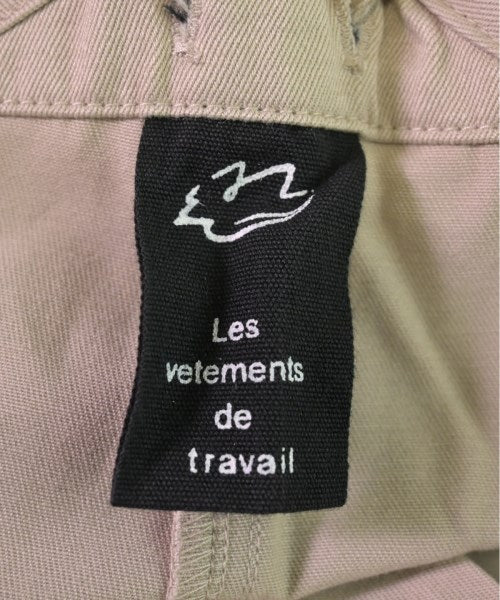 Les
vetements
de
travail